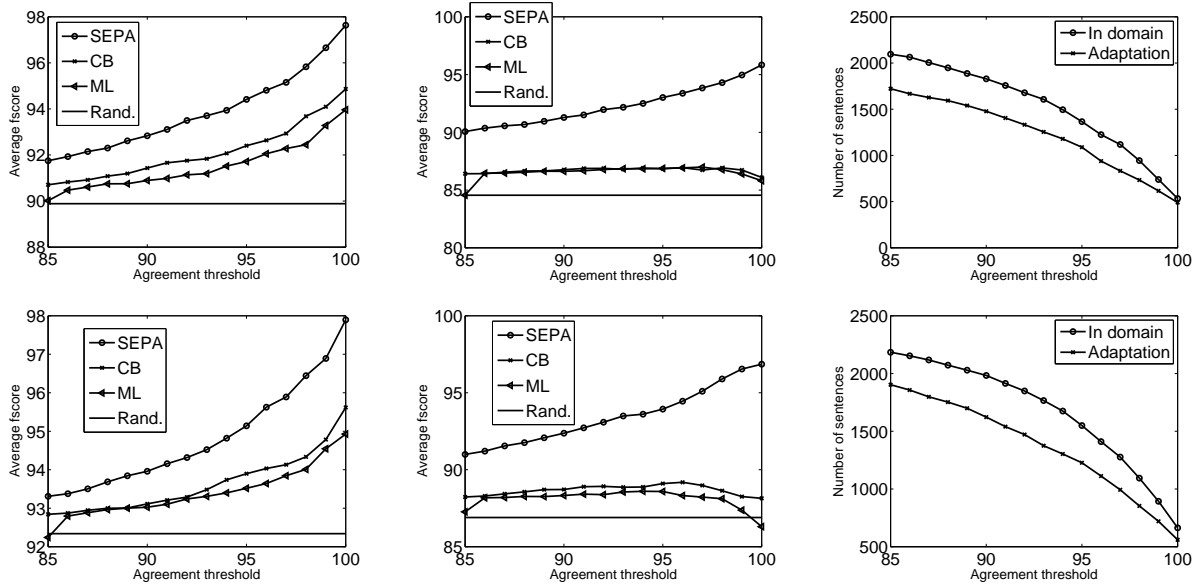 98
96
94
92
90
88
85
90
95
100
Agreement threshold
Average fscore
SEPA
CB
ML
Rand.
100
95
90
85
80
85
90
95
100
Agreement threshold
Average fscore
SEPA
CB
ML
Rand.
2500
2000
1500
1000
500
0
85
90
95
100
Agreement threshold
Number of sentences
In domain
Adaptation
98
97
96
95
94
93
92
85
90
95
100
Agreement threshold
Average fscore
SEPA
CB
ML
Rand.
100
95
90
85
85
90
95
100
Agreement threshold
Average fscore
SEPA
CB
ML
Rand.
2500
2000
1500
1000
500
85
90
95
100
Agreement threshold
Number of sentences
In domain
Adaptation